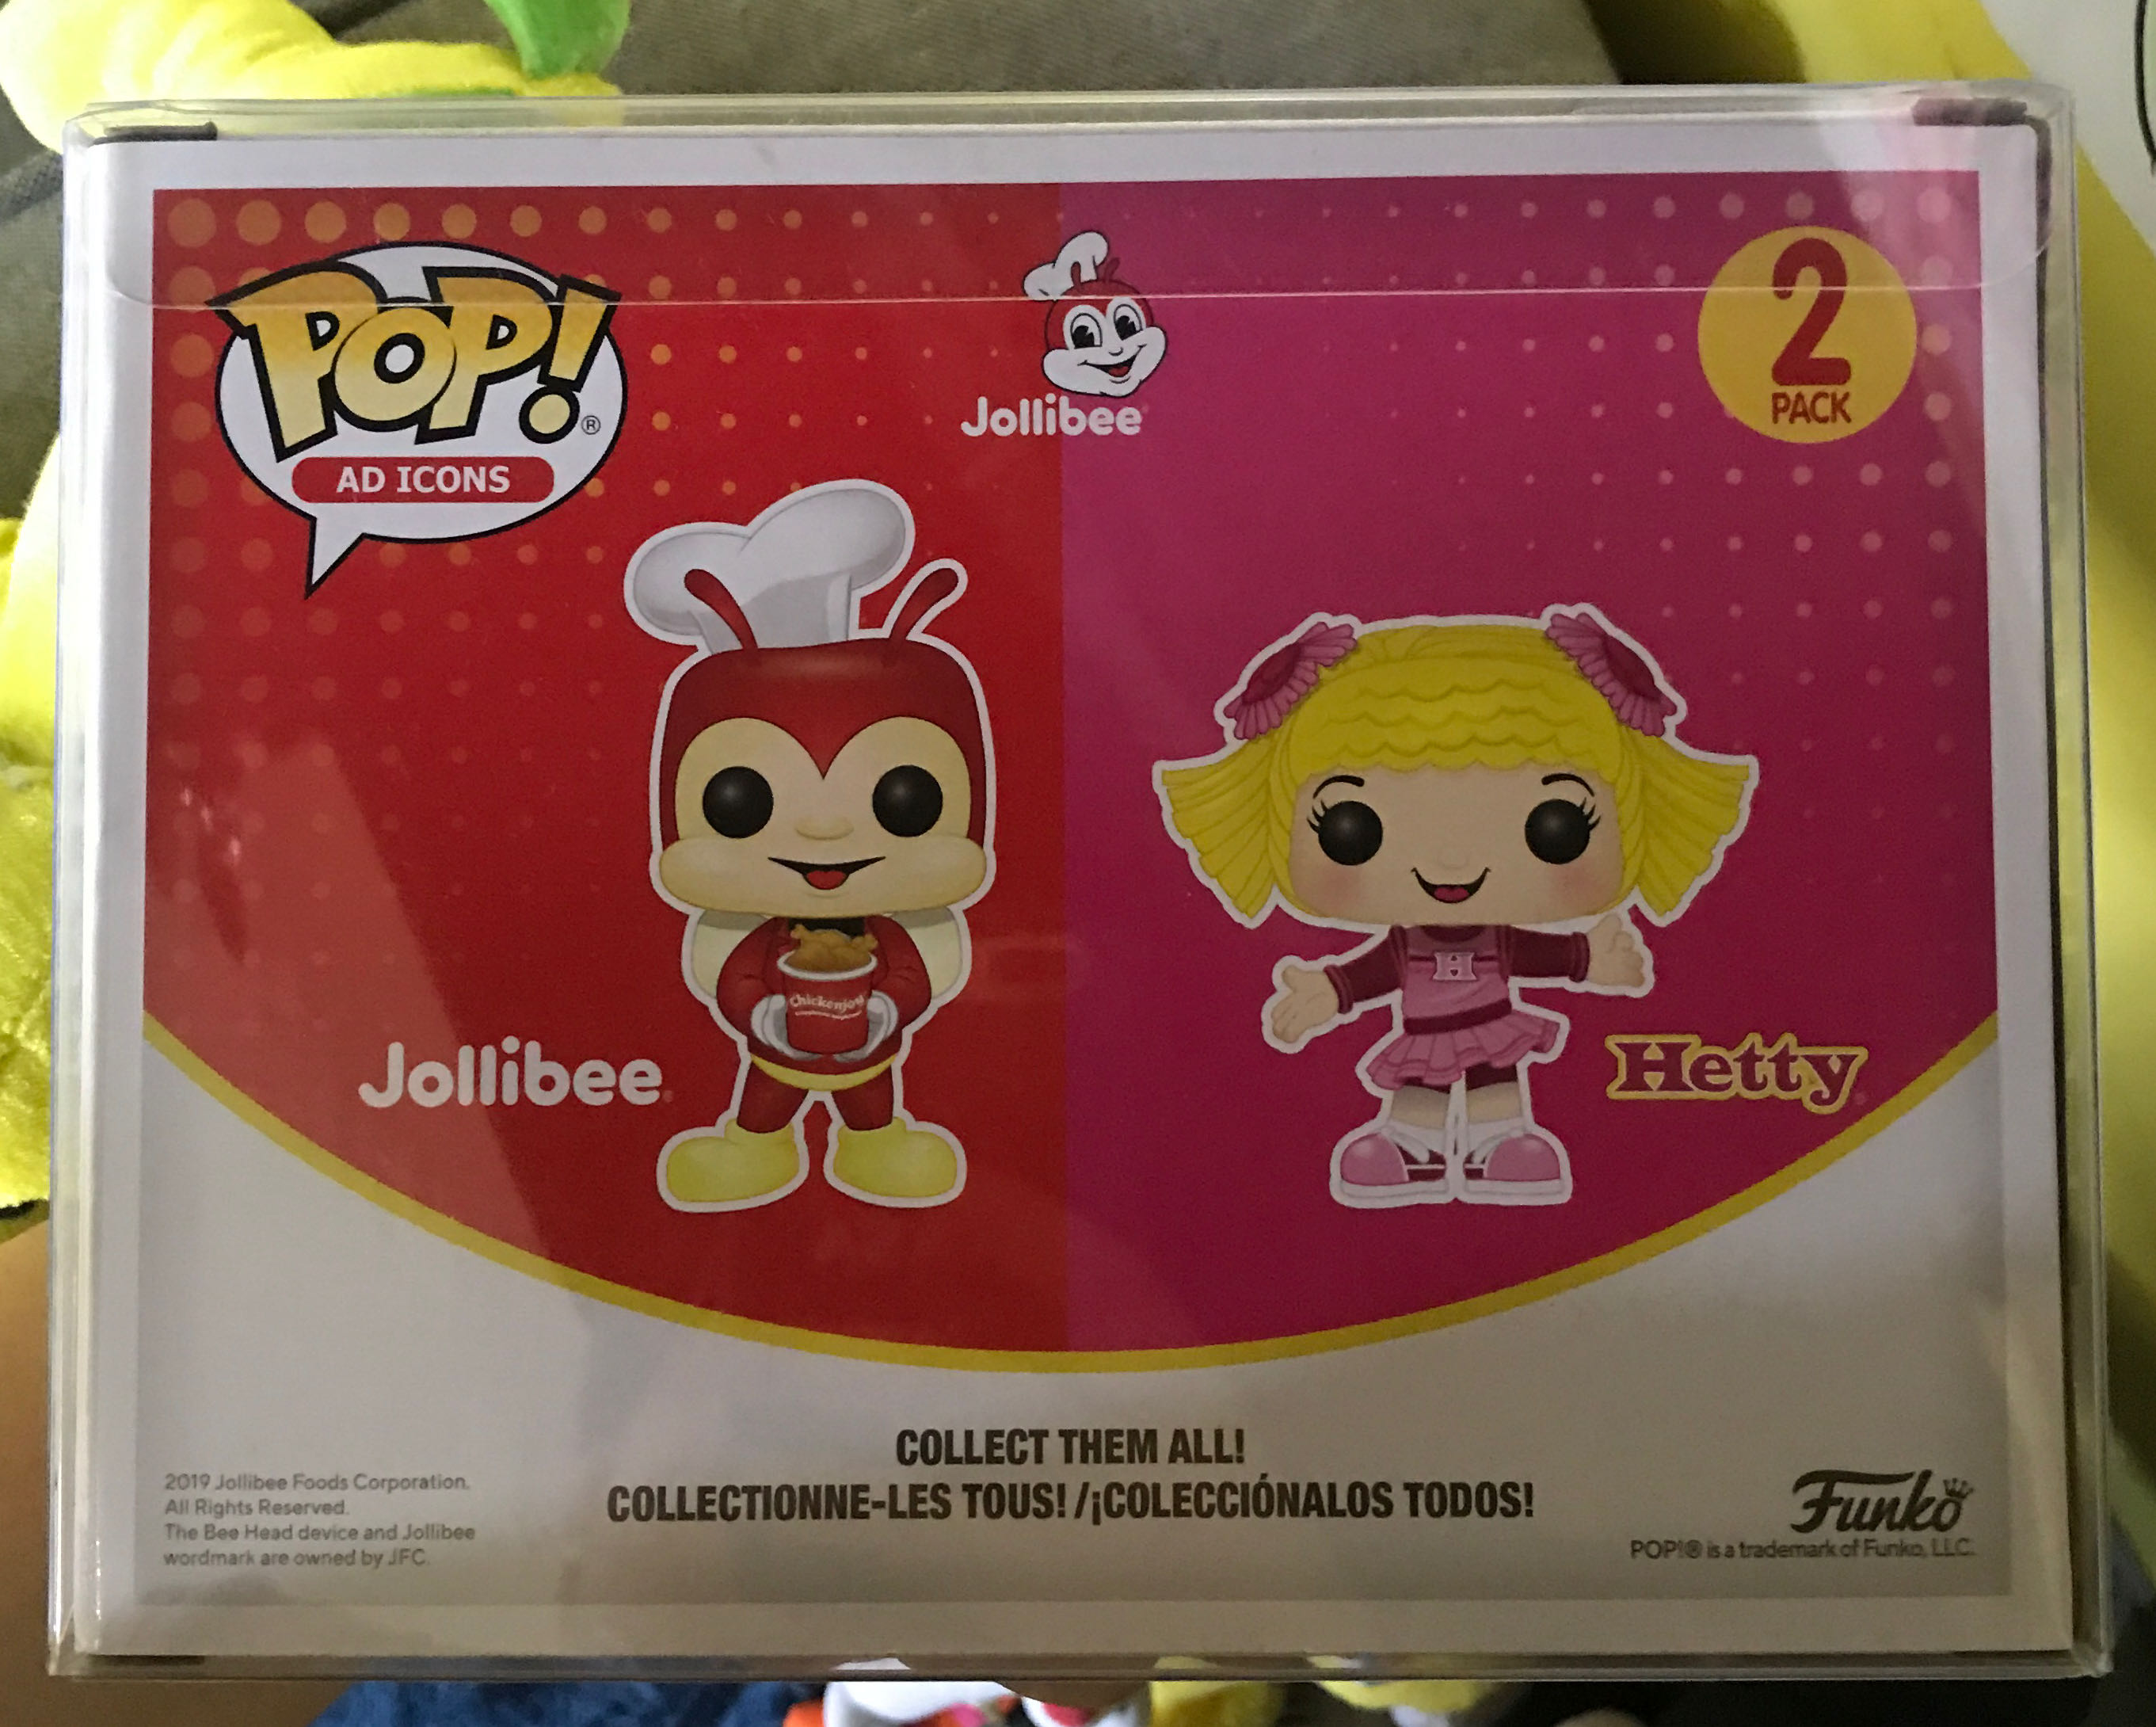 POP!®
AD ICONS
Jollibee
2
PACK
Chickenjoy
H
Jollibee
Hetty
COLLECT THEM ALL!
COLLECTIONNE-LES TOUS! /¡COLECCIÓNALOS TODOS!
2019 Jollibee Foods Corporation.
All Rights Reserved.
The Bee Head device and Jollibee
wordmark are owned by JFC.
Funko
POP!® is a trademark of Funko, LLC.